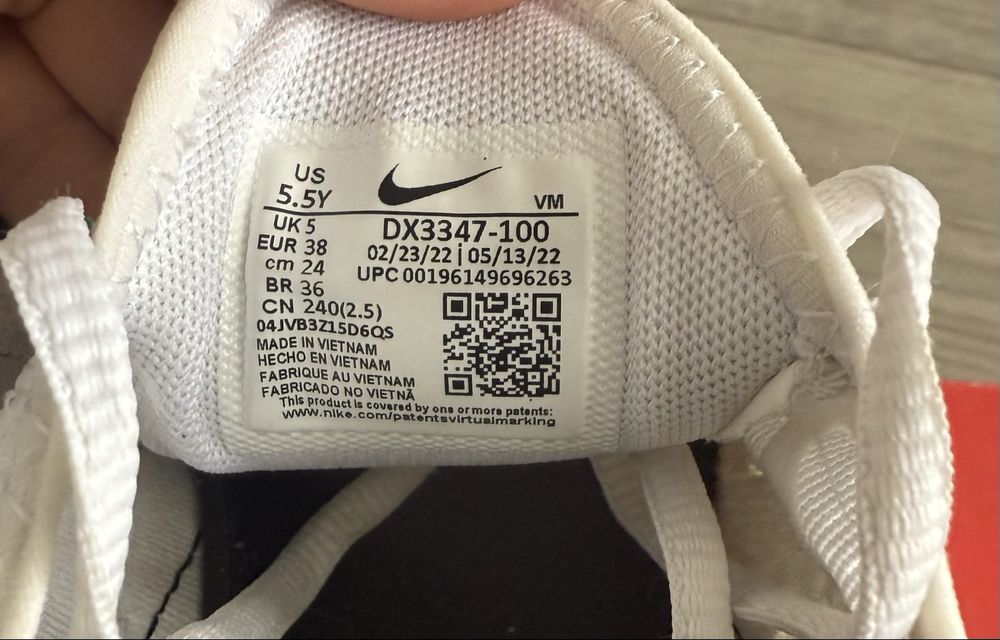 US
5.5Y
VM
UK 5
EUR 38
cm 24
BR 36
CN 240(2.5)
DX3347-100
02/23/22 | 05/13/22
UPC 00196149696263
04JVB3Z15D6QS
MADE IN VIETNAM
HECHO EN VIETNAM
FABRIQUE AU VIETNAM
FABRICADO NO VIETNÃ
This product is covered by one or more patents:
www.nike.com/patentsvirtualmarking